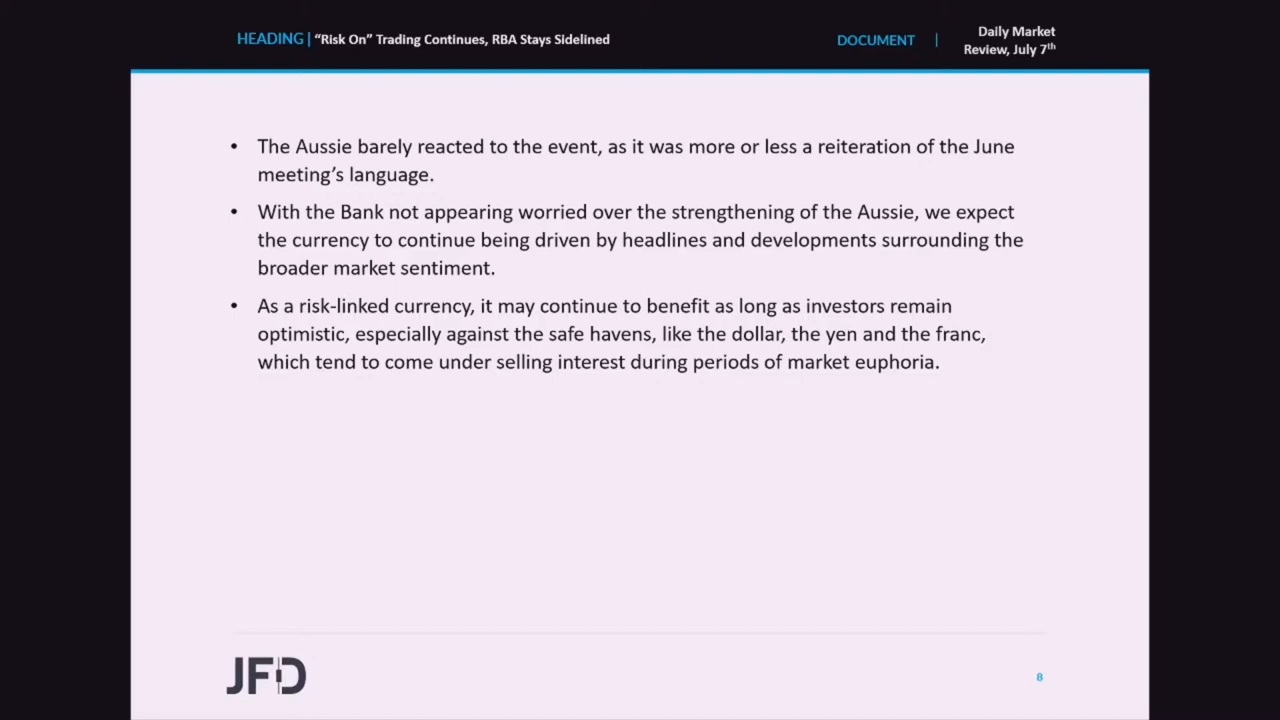 HEADING | “Risk On” Trading Continues, RBA Stays Sidelined
DOCUMENT | Daily Market
Review, July 7th
• The Aussie barely reacted to the event, as it was more or less a reiteration of the June
meeting’s language.
• With the Bank not appearing worried over the strengthening of the Aussie, we expect
the currency to continue being driven by headlines and developments surrounding the
broader market sentiment.
• As a risk-linked currency, it may continue to benefit as long as investors remain
optimistic, especially against the safe havens, like the dollar, the yen and the franc,
which tend to come under selling interest during periods of market euphoria.
JFD
8